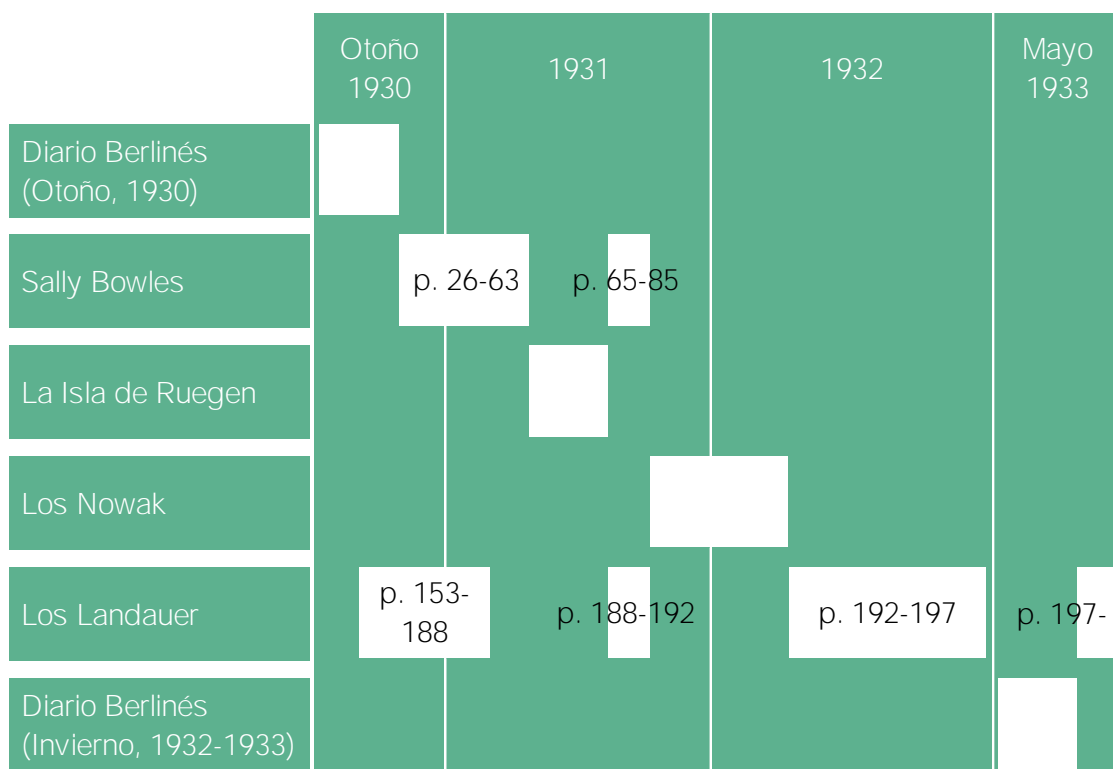 Otoño
1930
1931
1932
Mayo
1933
Diario Berlinés
(Otoño, 1930)
Sally Bowles
p. 26-63
p. 65-85
La Isla de Ruegen
Los Nowak
Los Landauer
p. 153-
188
p. 188-192
p. 192-197
p. 197-
Diario Berlinés
(Invierno, 1932-1933)